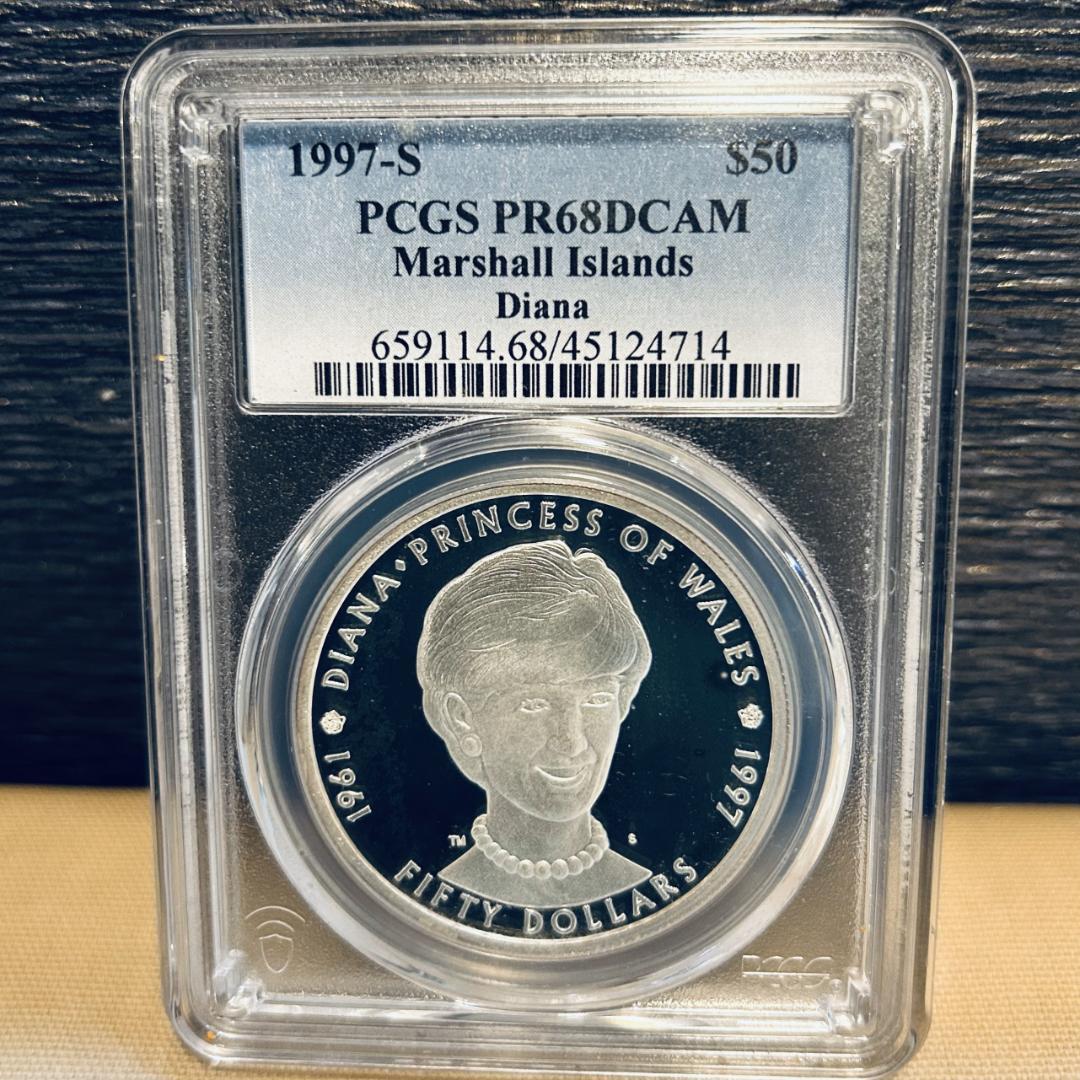 1997-S $50
PCGS PR68DCAM
Marshall Islands
Diana
659114.68/45124714
1961 DIANA · PRINCESS OF WALES 1997
TM S
FIFTY DOLLARS
PCGS